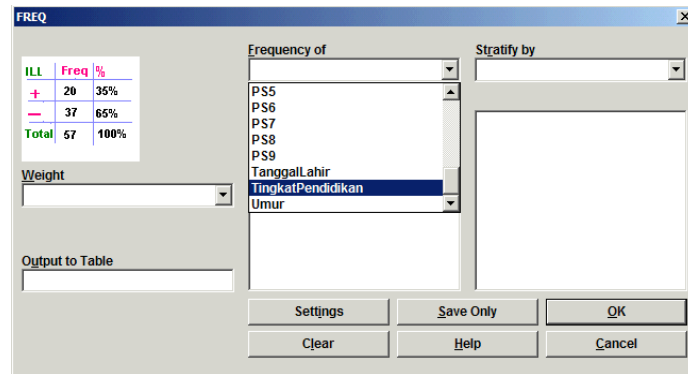 FREQ
ILL Freq %
+ 20 35%
— 37 65%
Total 57 100%
Weight
Output to Table
Frequency of
PS5
PS6
PS7
PS8
PS9
TanggalLahir
TingkatPendidikan
Umur
Stratify by
Settings Save Only OK
Clear Help Cancel